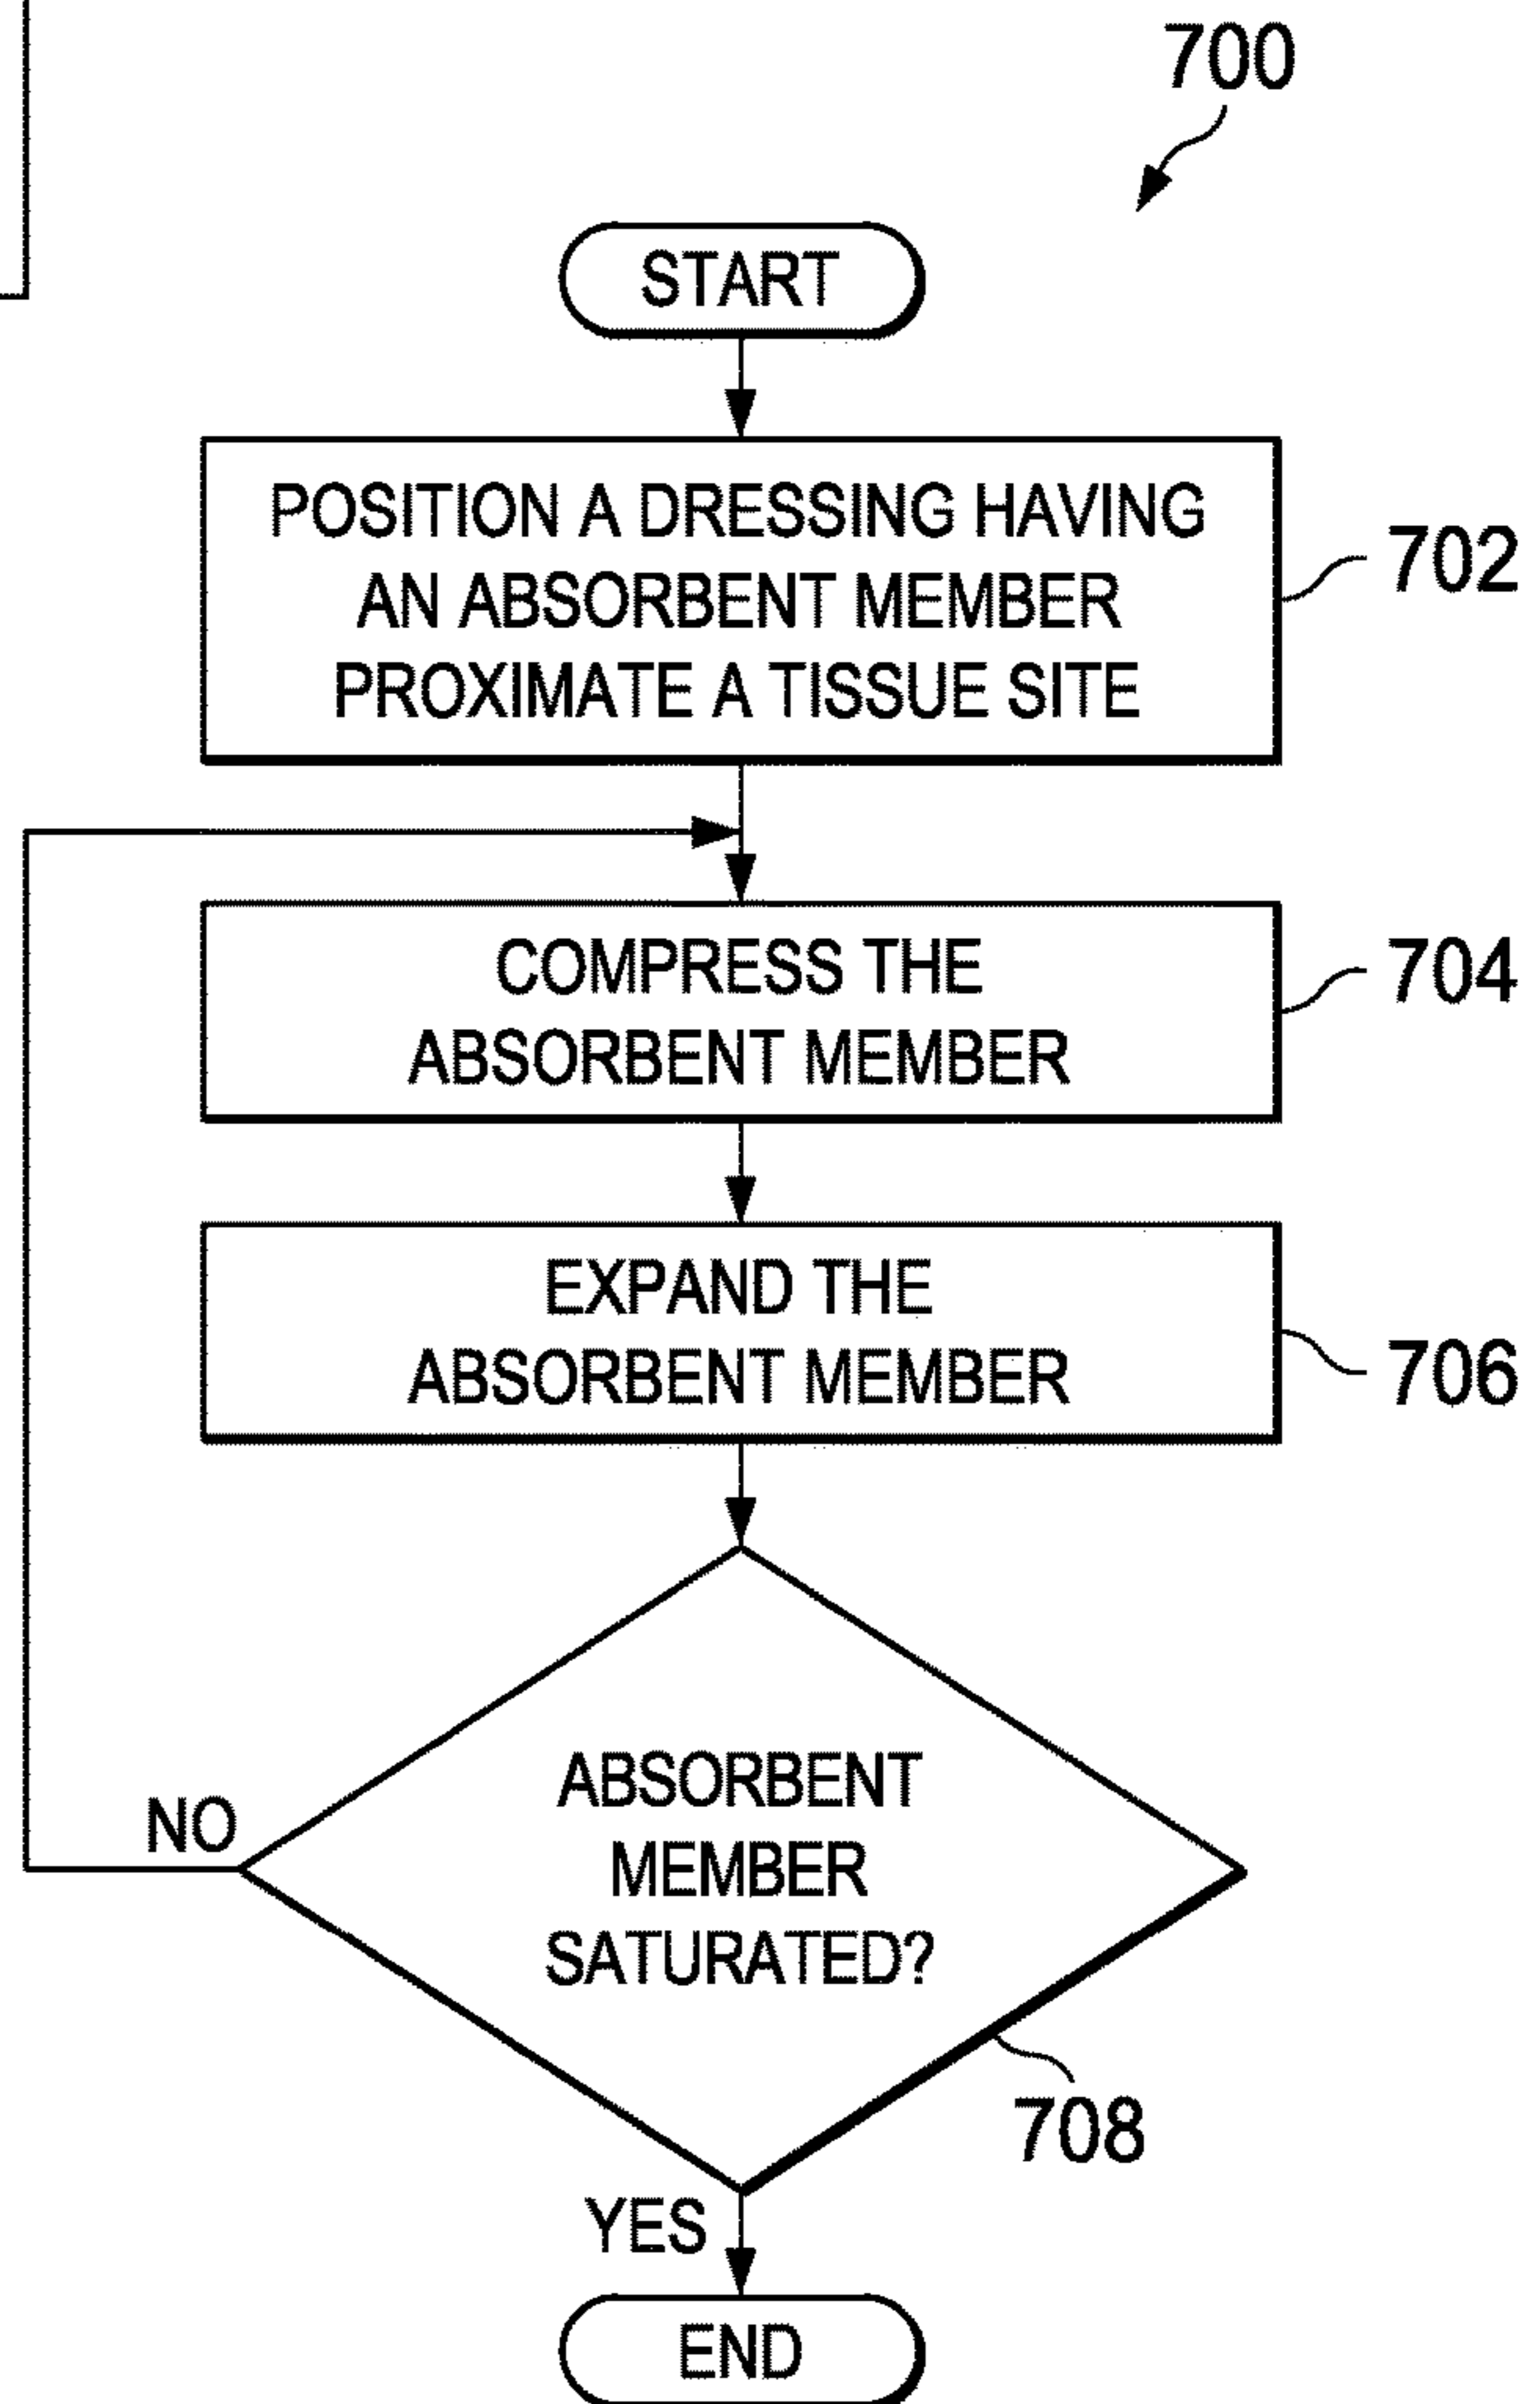 700
START
POSITION A DRESSING HAVING
AN ABSORBENT MEMBER
PROXIMATE A TISSUE SITE
702
COMPRESS THE
ABSORBENT MEMBER
704
EXPAND THE
ABSORBENT MEMBER
706
ABSORBENT
MEMBER
SATURATED?
NO
708
YES
END